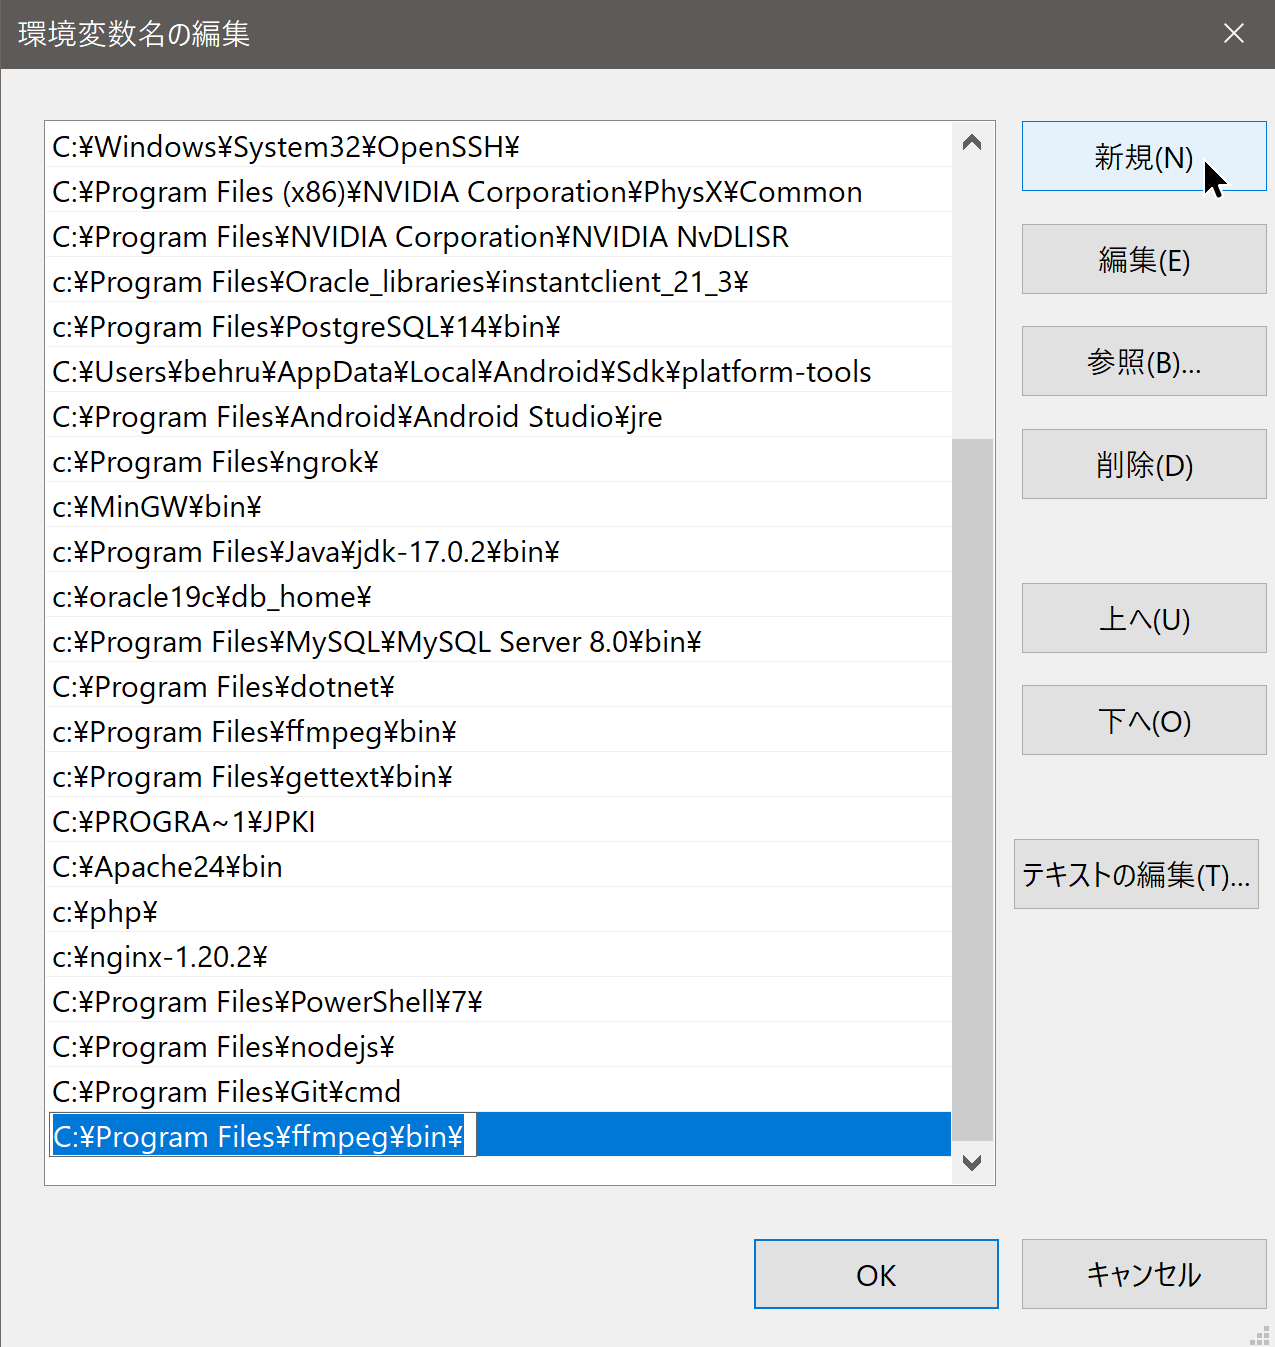 環境変数名の編集
C:¥Windows¥System32¥OpenSSH¥
C:¥Program Files (x86)¥NVIDIA Corporation¥PhysX¥Common
C:¥Program Files¥NVIDIA Corporation¥NVIDIA NvDLISR
c:¥Program Files¥Oracle_libraries¥instantclient_21_3¥
c:¥Program Files¥PostgreSQL¥14¥bin¥
C:¥Users¥behru¥AppData¥Local¥Android¥Sdk¥platform-tools
C:¥Program Files¥Android¥Android Studio¥jre
c:¥Program Files¥ngrok¥
c:¥MinGW¥bin¥
c:¥Program Files¥Java¥jdk-17.0.2¥bin¥
c:¥oracle19c¥db_home¥
c:¥Program Files¥MySQL¥MySQL Server 8.0¥bin¥
C:¥Program Files¥dotnet¥
c:¥Program Files¥ffmpeg¥bin¥
c:¥Program Files¥gettext¥bin¥
C:¥PROGRA~1¥JPKI
C:¥Apache24¥bin
c:¥php¥
c:¥nginx-1.20.2¥
C:¥Program Files¥PowerShell¥7¥
C:¥Program Files¥nodejs¥
C:¥Program Files¥Git¥cmd
C:¥Program Files¥ffmpeg¥bin¥
新規(N)
編集(E)
参照(B)...
削除(D)
上へ(U)
下へ(O)
テキストの編集(T)...
OK
キャンセル